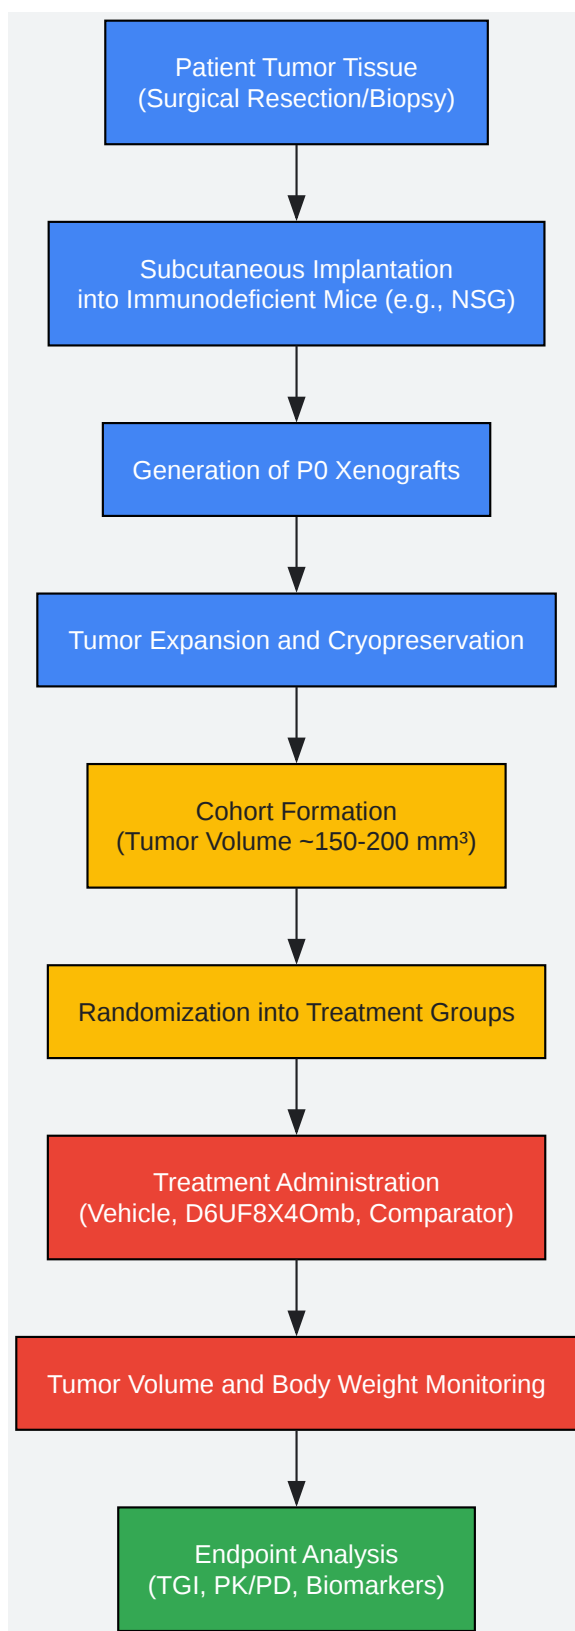 Patient Tumor Tissue
(Surgical Resection/Biopsy)
Subcutaneous Implantation
into Immunodeficient Mice (e.g., NSG)
Generation of P0 Xenografts
Tumor Expansion and Cryopreservation
Cohort Formation
(Tumor Volume ~150-200 mm³)
Randomization into Treatment Groups
Treatment Administration
(Vehicle, D6UF8X4Omb, Comparator)
Tumor Volume and Body Weight Monitoring
Endpoint Analysis
(TGI, PK/PD, Biomarkers)